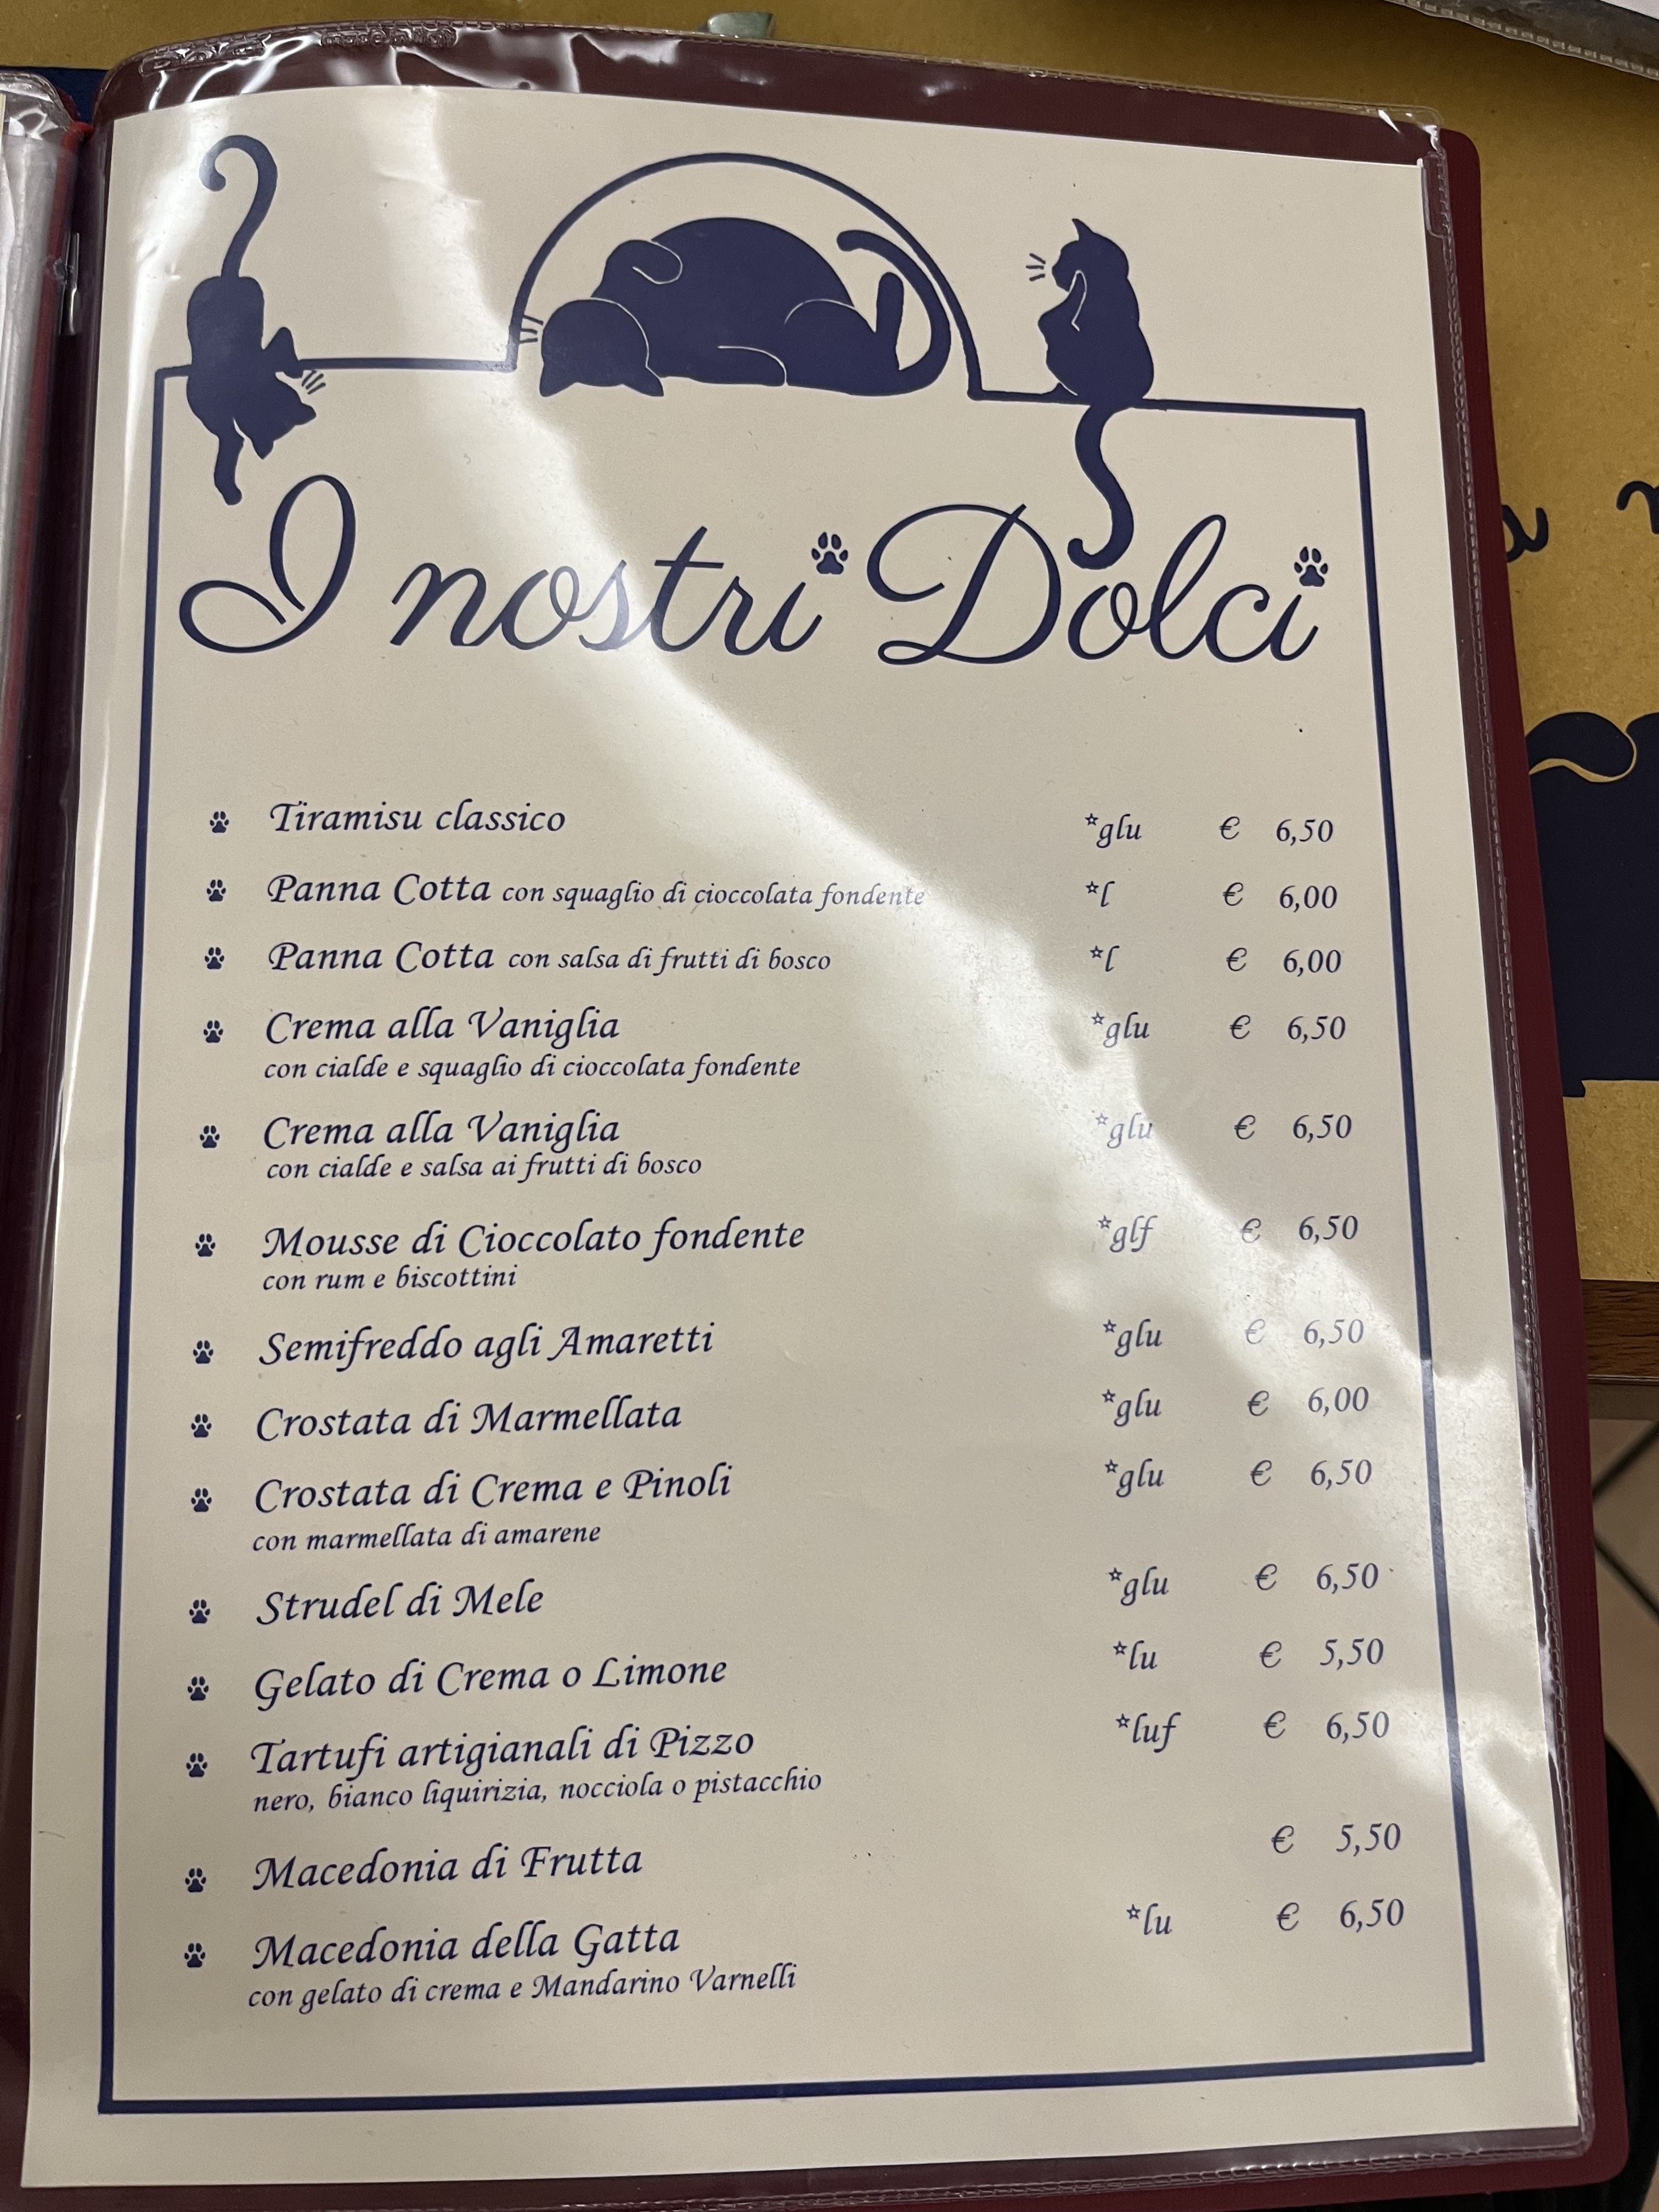 I nostri Dolci
Tiramisu classico *glu € 6,50
Panna Cotta con squaglio di cioccolata fondente *l € 6,00
Panna Cotta con salsa di frutti di bosco *l € 6,00
Crema alla Vaniglia *glu € 6,50
con cialde e squaglio di cioccolata fondente
Crema alla Vaniglia *glu € 6,50
con cialde e salsa ai frutti di bosco
Mousse di Cioccolato fondente *glf € 6,50
con rum e biscottini
Semifreddo agli Amaretti *glu € 6,50
Crostata di Marmellata *glu € 6,00
Crostata di Crema e Pinoli *glu € 6,50
con marmellata di amarene
Strudel di Mele *glu € 6,50
Gelato di Crema o Limone *lu € 5,50
Tartufi artigianali di Pizzo *luf € 6,50
nero, bianco liquirizia, nocciola o pistacchio
Macedonia di Frutta € 5,50
Macedonia della Gatta *lu € 6,50
con gelato di crema e Mandarino Varnelli